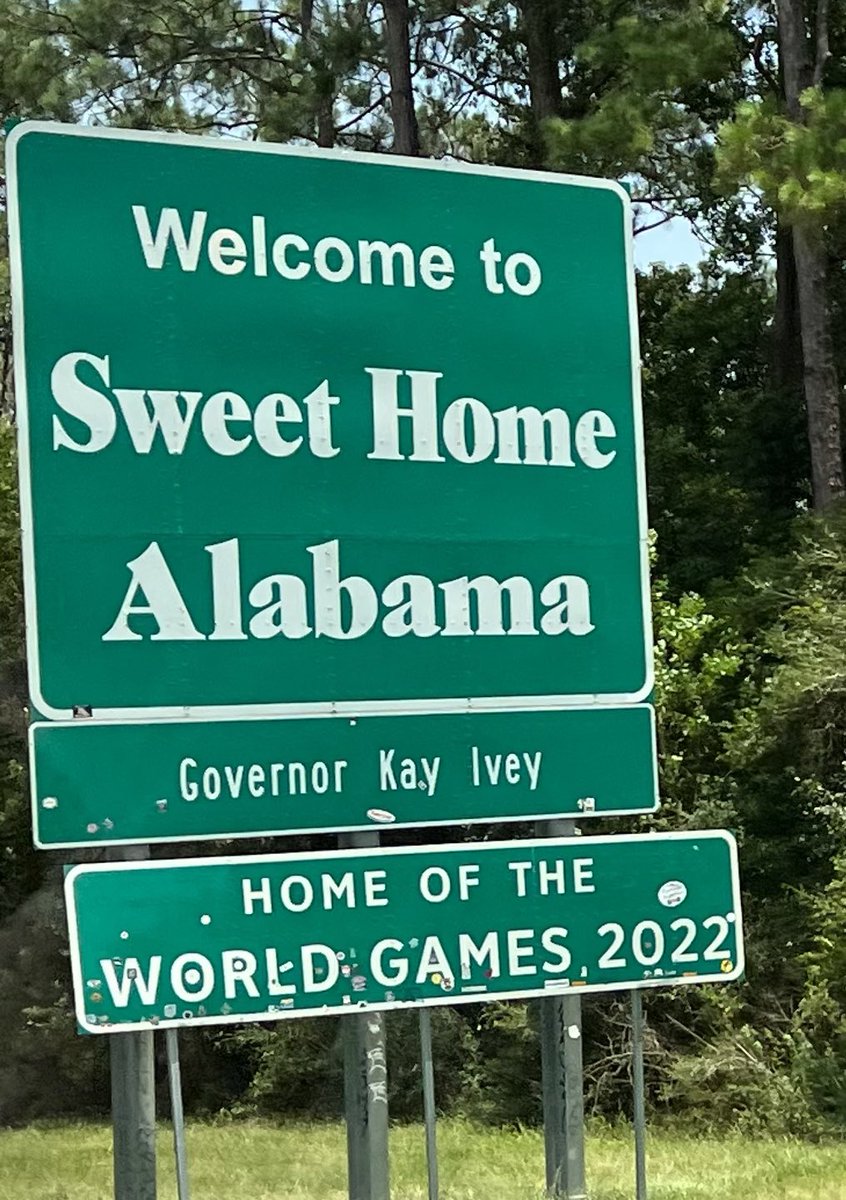 Welcome to
Sweet Home
Alabama
Governor Kay Ivey
HOME OF THE
WORLD GAMES 2022